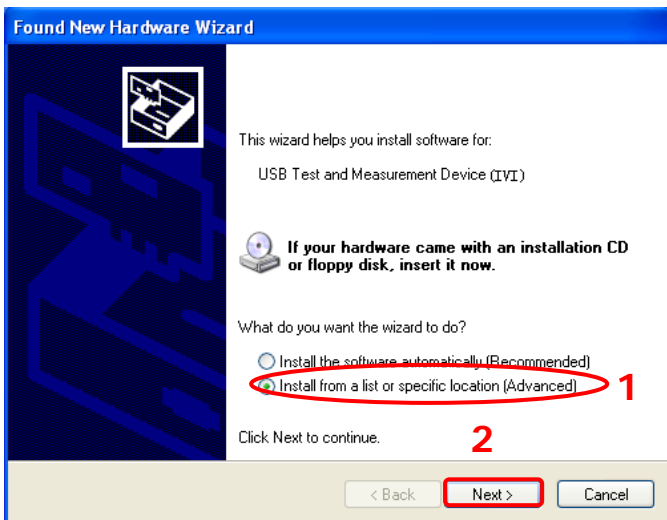 Found New Hardware Wizard
This wizard helps you install software for:
USB Test and Measurement Device (IVI)
If your hardware came with an installation CD
or floppy disk, insert it now.
What do you want the wizard to do?
Install the software automatically (Recommended)
Install from a list or specific location (Advanced)
1
Click Next to continue.
2
< Back
Next >
Cancel